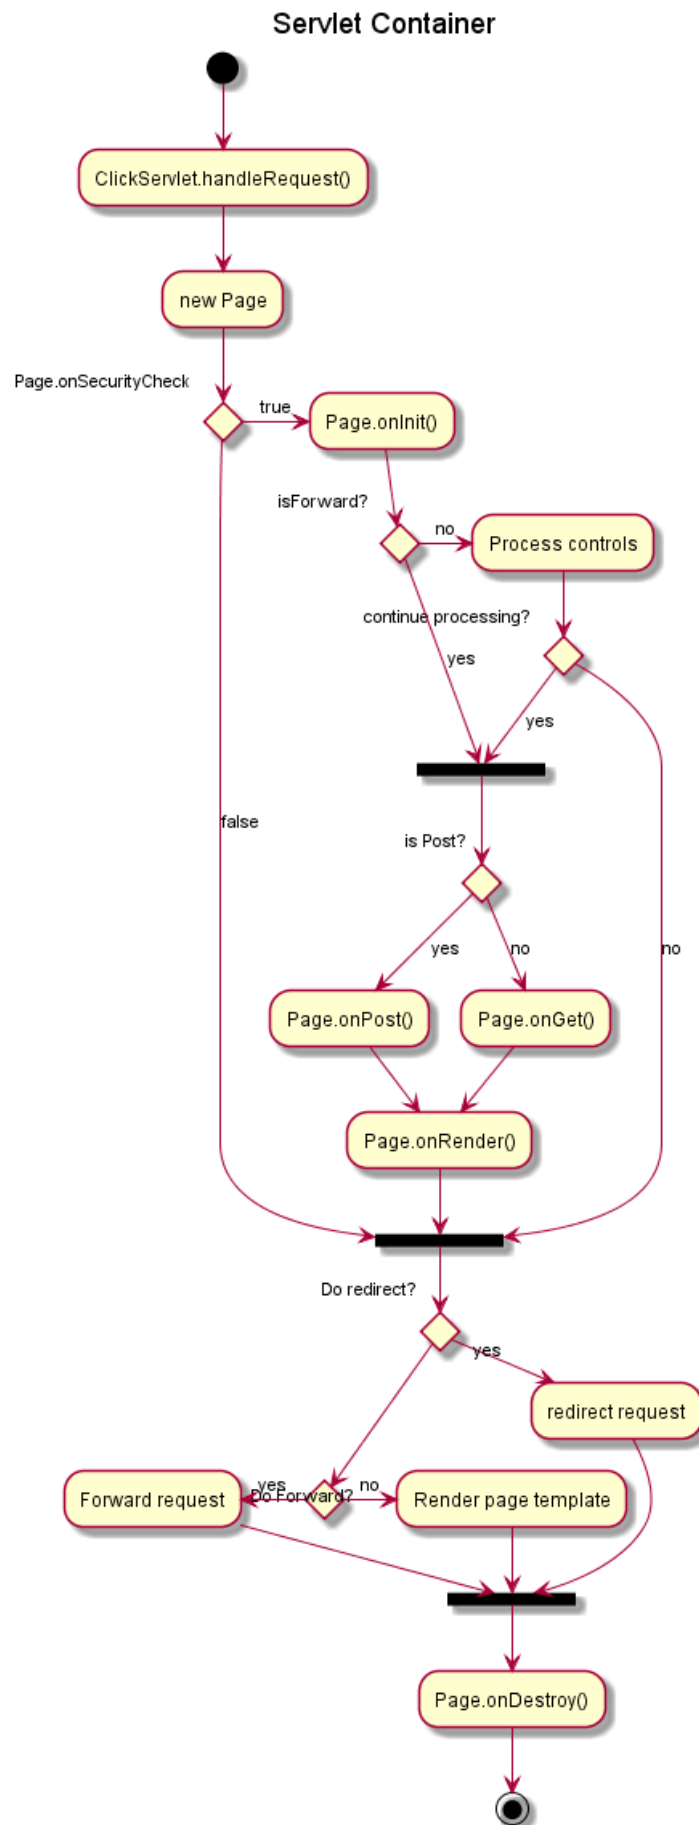 Servlet Container
ClickServlet.handleRequest()
new Page
Page.onSecurityCheck
true
Page.onInit()
isForward?
no
Process controls
continue processing?
yes
yes
false
is Post?
yes
no
no
Page.onPost()
Page.onGet()
Page.onRender()
Do redirect?
yes
redirect request
Forward request
yes
Do Forward?
no
Render page template
Page.onDestroy()